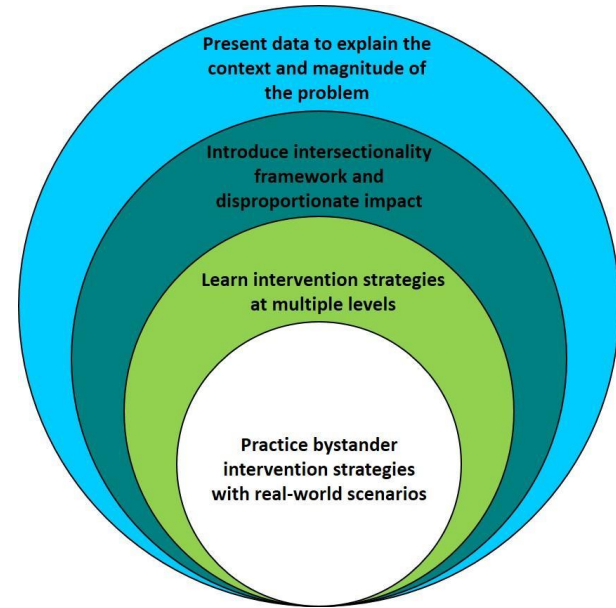 Present data to explain the
context and magnitude of
the problem
Introduce intersectionality
framework and
disproportionate impact
Learn intervention strategies
at multiple levels
Practice bystander
intervention strategies
with real-world scenarios